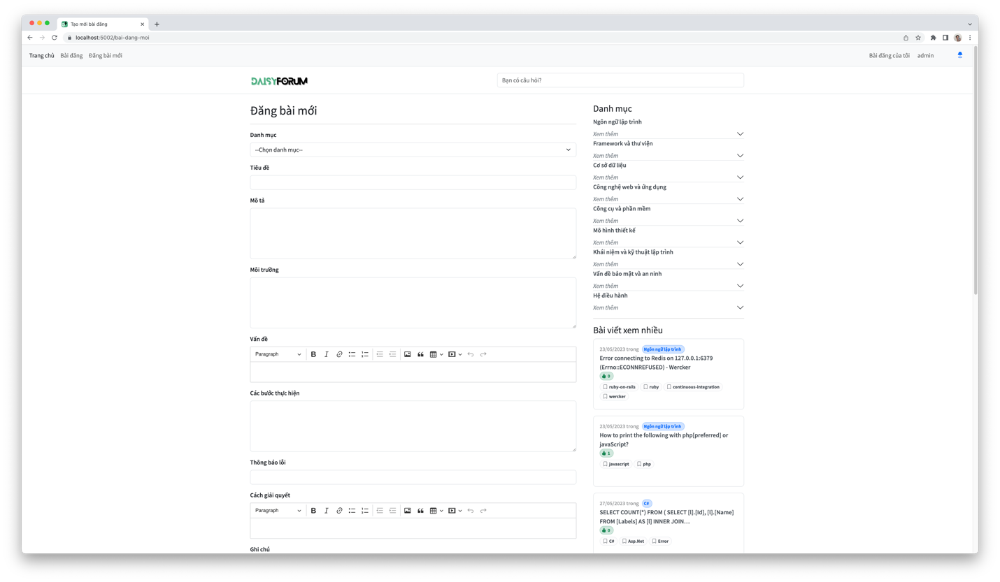 Tạo mới bài đăng
localhost:5002/bai-dang-moi
Trang chủ Bài đăng Đăng bài mới Bài đăng của tôi admin
DAISYFORUM
Bạn có câu hỏi?
Đăng bài mới
Danh mục
--Chọn danh mục--
Tiêu đề
Mô tả
Môi trường
Vấn đề
Paragraph
Các bước thực hiện
Thông báo lỗi
Cách giải quyết
Paragraph
Ghi chú
Danh mục
Ngôn ngữ lập trình
Xem thêm
Framework và thư viện
Xem thêm
Cơ sở dữ liệu
Xem thêm
Công nghệ web và ứng dụng
Xem thêm
Công cụ và phần mềm
Xem thêm
Mô hình thiết kế
Xem thêm
Khái niệm và kỹ thuật lập trình
Xem thêm
Vấn đề bảo mật và an ninh
Xem thêm
Hệ điều hành
Xem thêm
Bài viết xem nhiều
23/05/2023 trong Ngôn ngữ lập trình
Error connecting to Redis on 127.0.0.1:6379
(Errno::ECONNREFUSED) - Wercker
0
ruby-on-rails ruby continuous-integration
wercker
23/05/2023 trong Ngôn ngữ lập trình
How to print the following with php[preferred] or
javaScript?
1
javascript php
27/05/2023 trong C#
SELECT COUNT(*) FROM ( SELECT [l].[Id], [l].[Name]
FROM [Labels] AS [l] INNER JOIN...
0
C# Asp.Net Error